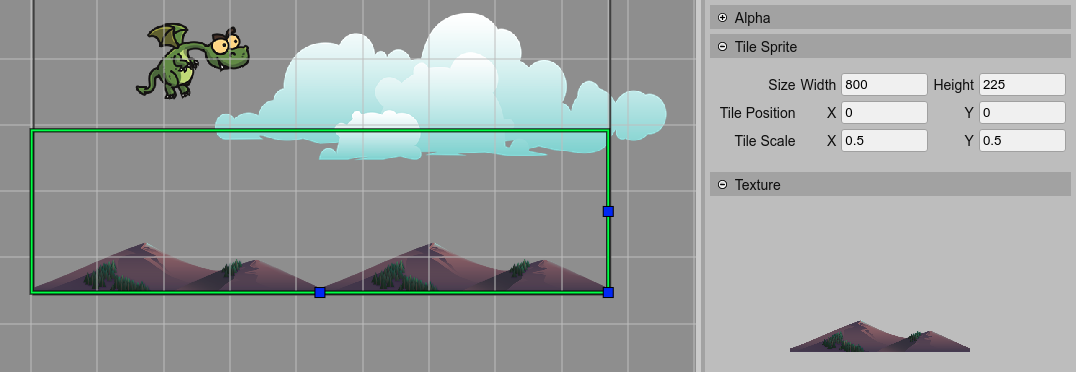 Alpha
Tile Sprite
Size Width 800 Height 225
Tile Position X 0 Y 0
Tile Scale X 0.5 Y 0.5
Texture